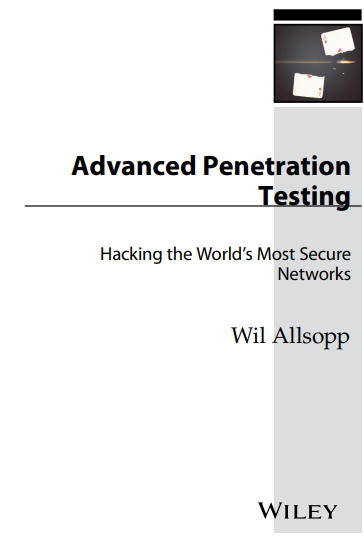 Advanced Penetration
Testing
Hacking the World's Most Secure
Networks
Wil Allsopp
WILEY